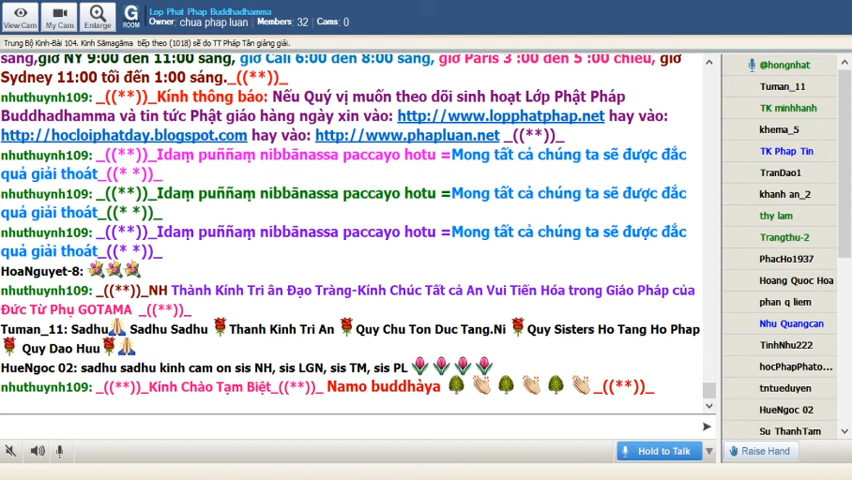 View Cam
My Cam
Enlarge
G
ROOM
Lop Phat Phap Buddhadhamma
Owner: chua phap luan Members: 32 Cams: 0
Trung Bộ Kinh-Bài 104. Kinh Sāmagāma tiếp theo (1018) sẽ do TT Pháp Tân giảng giải.
sáng,giờ NY 9:00 đến 11:00 sáng, giờ Cali 6:00 đến 8:00 sáng, giờ Paris 3 :00 đến 5 :00 chiều, giờ
Sydney 11:00 tối đến 1:00 sáng._((**)_
nhuthuynh109: _((**)_Kính thông báo: Nếu Quý vị muốn theo dõi sinh hoạt Lớp Phật Pháp
Buddhadhamma và tin tức Phật giáo hàng ngày xin vào: http://www.lopphatphap.net hay vào:
http://hocloiphatday.blogspot.com hay vào: http://www.phapluan.net _((**)_
nhuthuynh109: _((**)_Idaṃ puññaṃ nibbānassa paccayo hotu =Mong tất cả chúng ta sẽ được đắc
quả giải thoát_((* *)_
nhuthuynh109: _((**)_Idaṃ puññaṃ nibbānassa paccayo hotu =Mong tất cả chúng ta sẽ được đắc
quả giải thoát_((* *)_
nhuthuynh109: _((**)_Idaṃ puññaṃ nibbānassa paccayo hotu =Mong tất cả chúng ta sẽ được đắc
quả giải thoát_((* *)_
HoaNguyet-8:
nhuthuynh109: _((**)_NH Thành Kính Tri ân Đạo Tràng-Kính Chúc Tất cả An Vui Tiến Hóa trong Giáo Pháp của
Đức Từ Phụ GOTAMA _((**)_
Tuman_11: Sadhu Sadhu Sadhu Thanh Kinh Tri An Quy Chu Ton Duc Tang.Ni Quy Sisters Ho Tang Ho Phap
Quy Dao Huu
HueNgoc 02: sadhu sadhu kinh cam on sis NH, sis LGN, sis TM, sis PL
nhuthuynh109: _((**)_Kính Chào Tạm Biệt_((**)_ Namo buddhàya _((**)_
@hongnhat
Tuman_11
TK minhhanh
khema_5
TK Phap Tin
TranDao1
khanh an_2
thy lam
Trangthu-2
PhacHo1937
Hoang Quoc Hoa
phan q liem
Nhu Quangcan
TinhNhu222
hocPhapPhato...
tntueduyen
HueNgoc 02
Su ThanhTam
Hold to Talk
Raise Hand